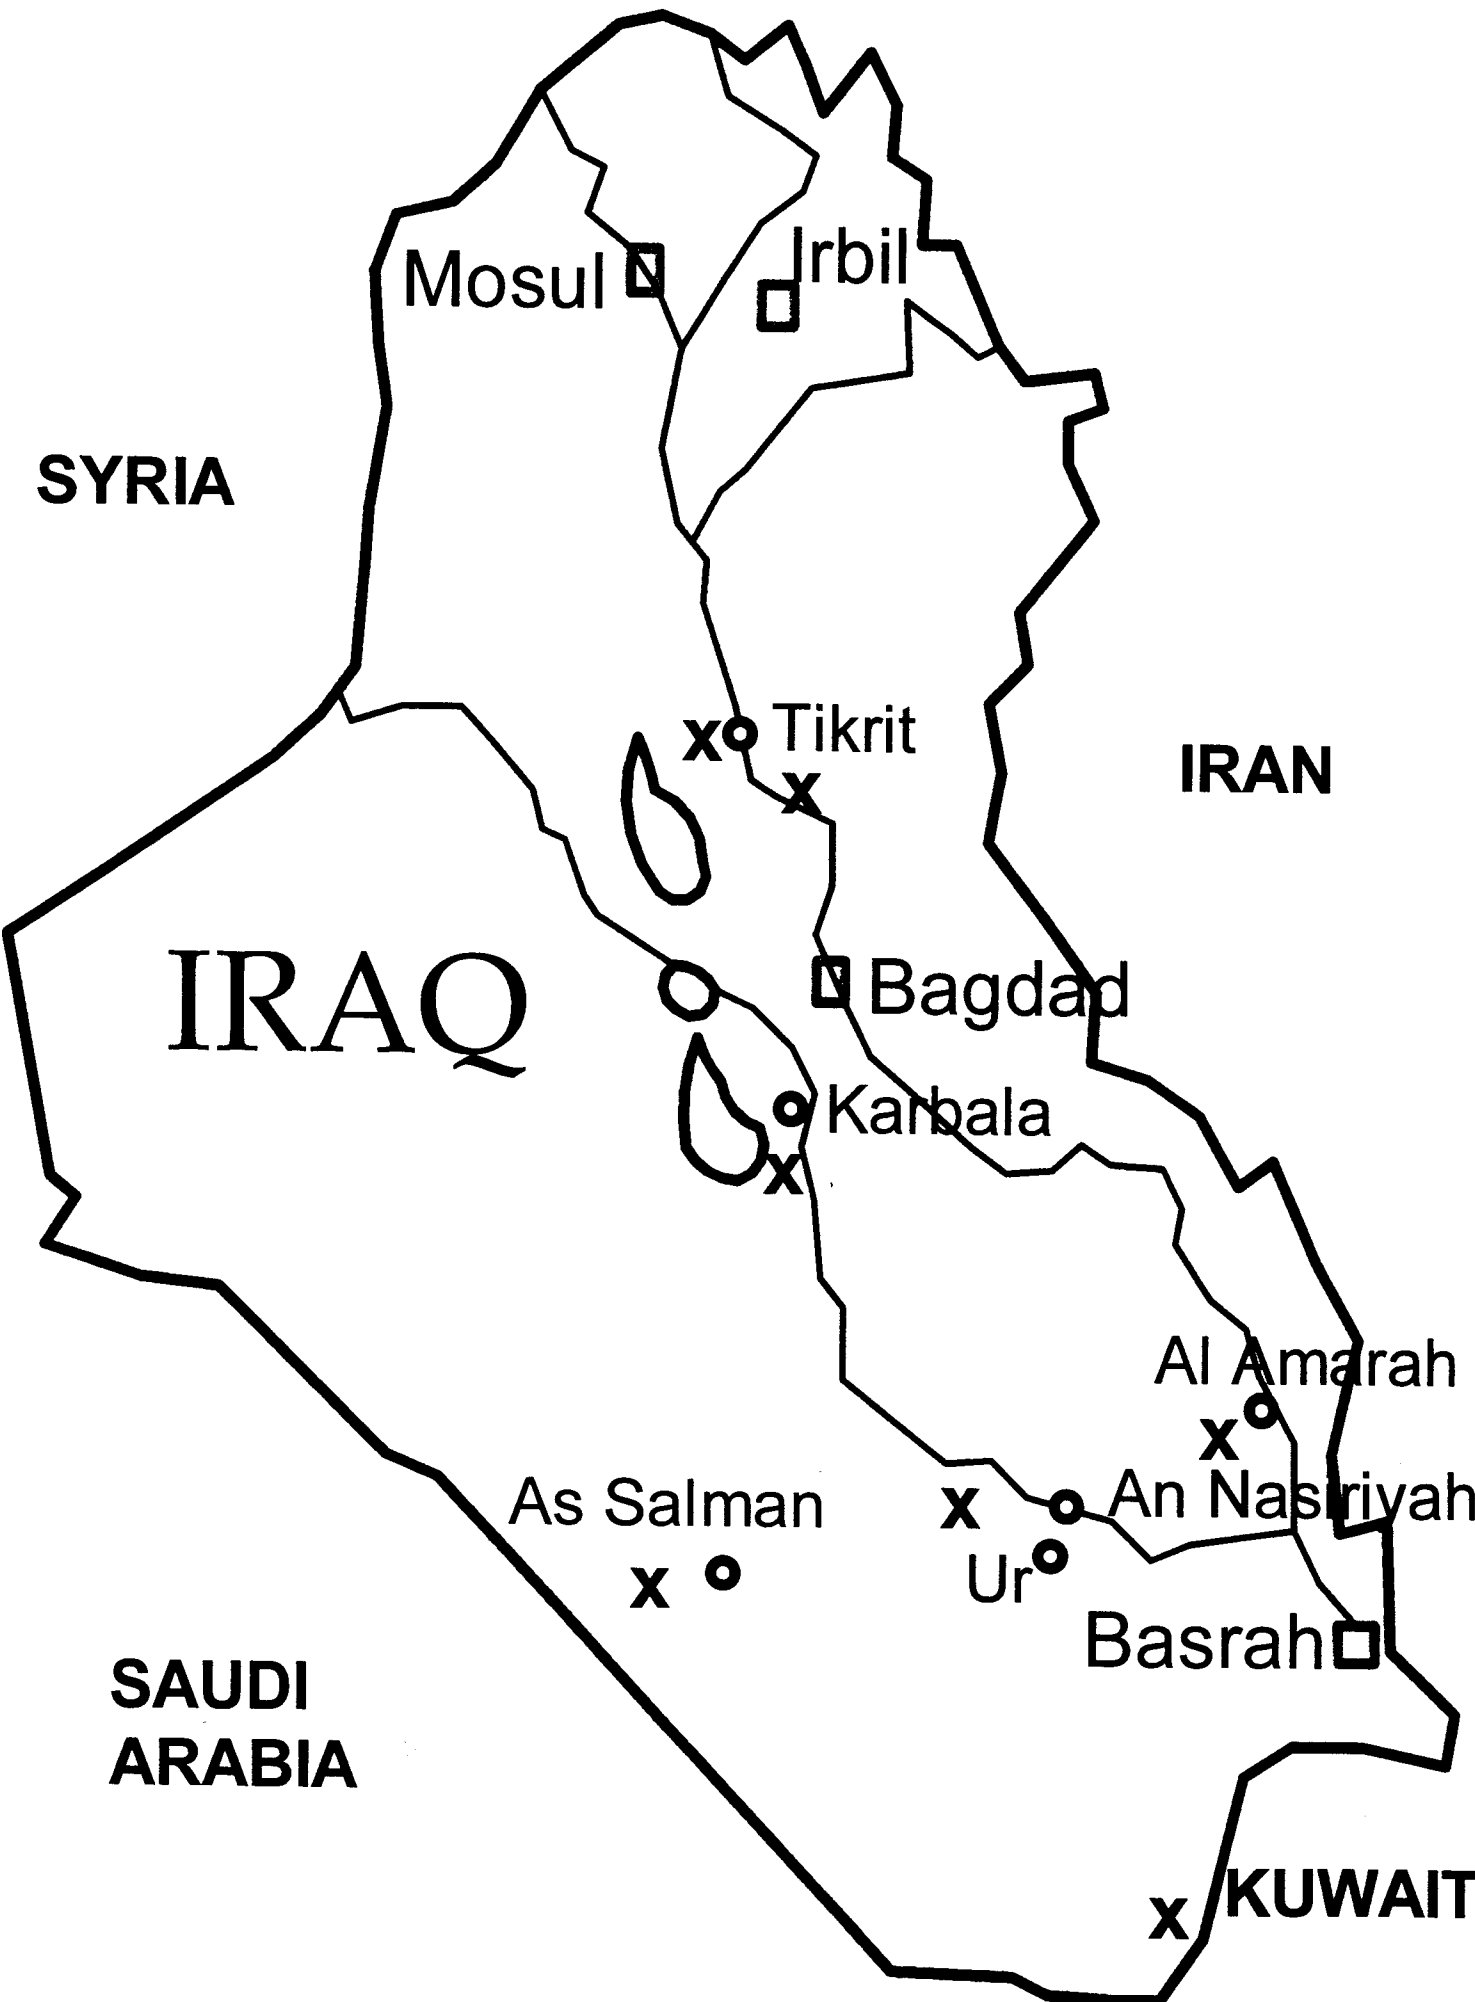 Irbil
Mosul
SYRIA
X
Tikrit
IRAN
X
IRAQ
Bagdad
Karbala
X
Al Amarah
X
An Nasiriyah
As Salman
X
X
Ur
Basrah
SAUDI
ARABIA
KUWAIT
X